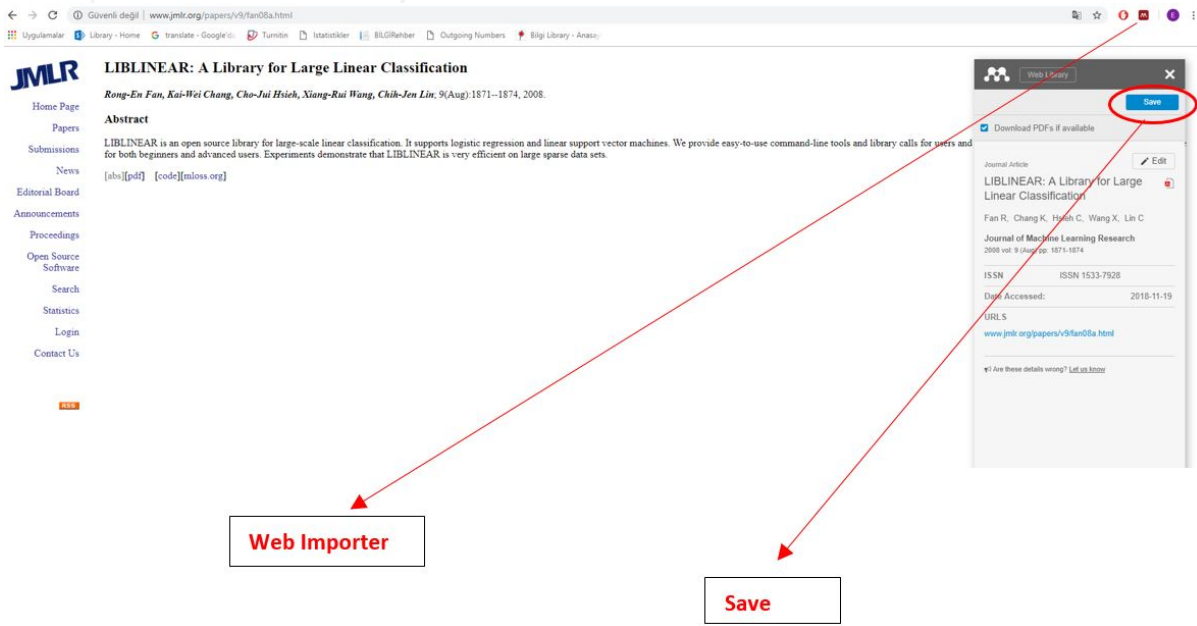 Güvenli değil | www.jmlr.org/papers/v9/fan08a.html
Uygulamalar Library - Home translate - Google'da Turnitin Istatistikler BİLGİRehber Outgoing Numbers Bilgi Library - Anasay
JMLR
Home Page
Papers
Submissions
News
Editorial Board
Announcements
Proceedings
Open Source
Software
Search
Statistics
Login
Contact Us
RSS
LIBLINEAR: A Library for Large Linear Classification
Rong-En Fan, Kai-Wei Chang, Cho-Jui Hsieh, Xiang-Rui Wang, Chih-Jen Lin; 9(Aug):1871--1874, 2008.
Abstract
LIBLINEAR is an open source library for large-scale linear classification. It supports logistic regression and linear support vector machines. We provide easy-to-use command-line tools and library calls for users and
for both beginners and advanced users. Experiments demonstrate that LIBLINEAR is very efficient on large sparse data sets.
[abs][pdf] [code][mloss.org]
Web Library
Save
Download PDFs if available
Journal Article
Edit
LIBLINEAR: A Library for Large
Linear Classification
Fan R, Chang K, Hsieh C, Wang X, Lin C
Journal of Machine Learning Research
2008 vol: 9 (Aug) pp: 1871-1874
ISSN ISSN 1533-7928
Date Accessed: 2018-11-19
URLS
www.jmlr.org/papers/v9/fan08a.html
Are these details wrong? Let us know
Web Importer
Save